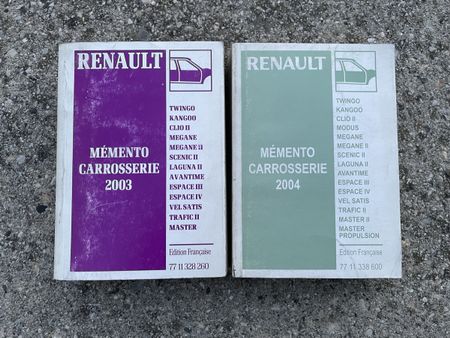 RENAULT
MÉMENTO
CARROSSERIE
2003
TWINGO
KANGOO
CLIO II
MEGANE
MEGANE II
SCENIC II
LAGUNA II
AVANTIME
ESPACE III
ESPACE IV
VEL SATIS
TRAFIC II
MASTER
Edition Française
77 11 328 260
RENAULT
MÉMENTO
CARROSSERIE
2004
TWINGO
KANGOO
CLIO II
MODUS
MEGANE
MEGANE II
SCENIC II
LAGUNA II
AVANTIME
ESPACE III
ESPACE IV
VEL SATIS
TRAFIC II
MASTER II
MASTER
PROPULSION
Edition Française
77 11 338 600